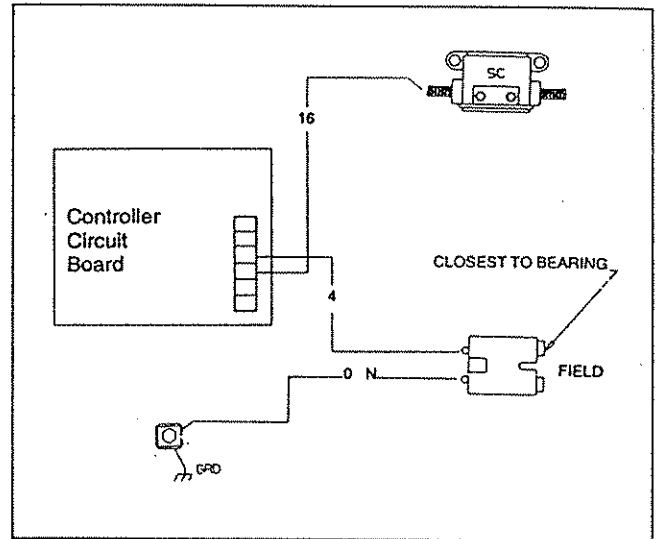 SC
16
Controller
Circuit
Board
CLOSEST TO BEARING
4
0 N
FIELD
GRD